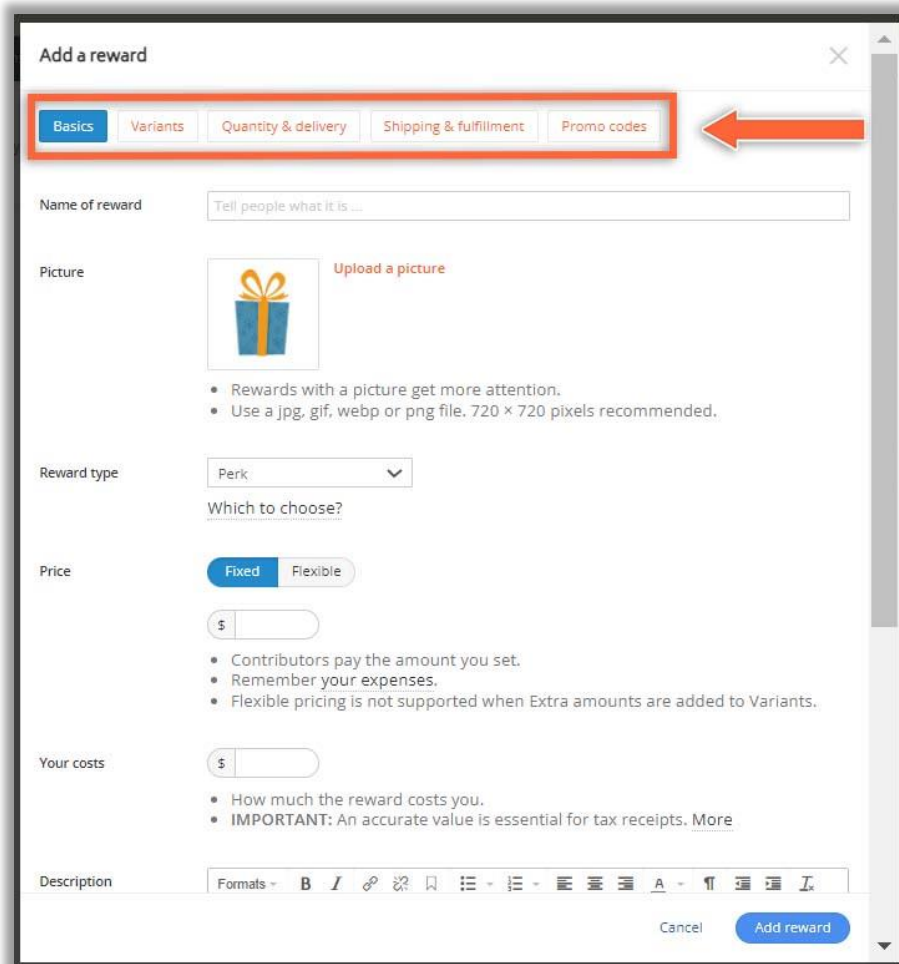 Add a reward
Basics Variants Quantity & delivery Shipping & fulfillment Promo codes
Name of reward Tell people what it is ...
Picture Upload a picture
Rewards with a picture get more attention.
Use a jpg, gif, webp or png file. 720 × 720 pixels recommended.
Reward type Perk
Which to choose?
Price Fixed Flexible
$
Contributors pay the amount you set.
Remember your expenses.
Flexible pricing is not supported when Extra amounts are added to Variants.
Your costs $
How much the reward costs you.
IMPORTANT: An accurate value is essential for tax receipts. More
Description Formats B I A ¶ Ix
Cancel Add reward